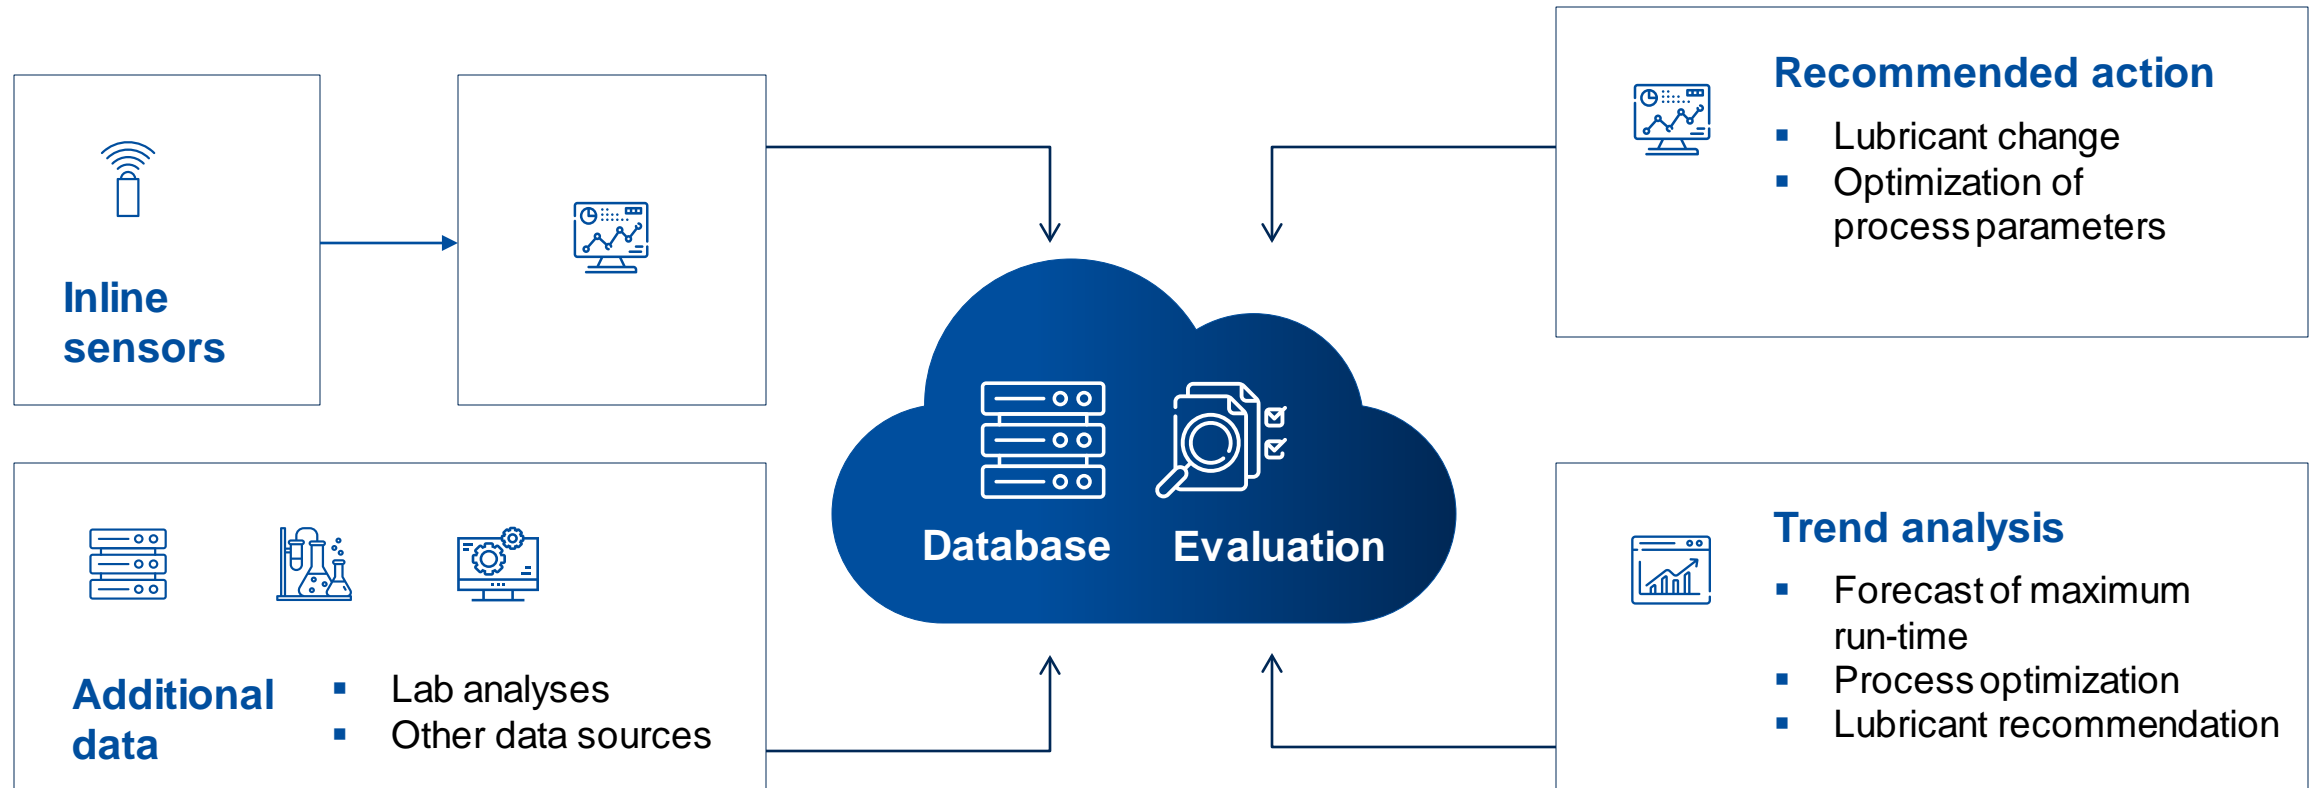 Inline
sensors
Additional
data
▪ Lab analyses
▪ Other data sources
Database
Evaluation
Recommended action
▪ Lubricant change
▪ Optimization of
process parameters
Trend analysis
▪ Forecast of maximum
run-time
▪ Process optimization
▪ Lubricant recommendation